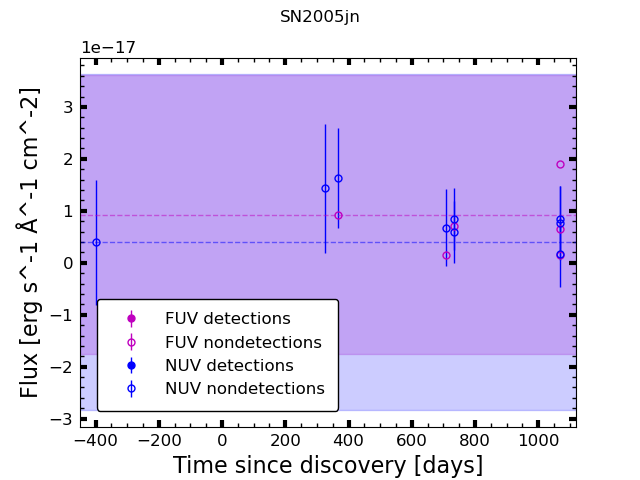 SN2005jn
1e−17
Flux [erg s^-1 Å^-1 cm^-2]
3
2
1
0
−1
−2
−3
FUV detections
FUV nondetections
NUV detections
NUV nondetections
−400 −200 0 200 400 600 800 1000
Time since discovery [days]